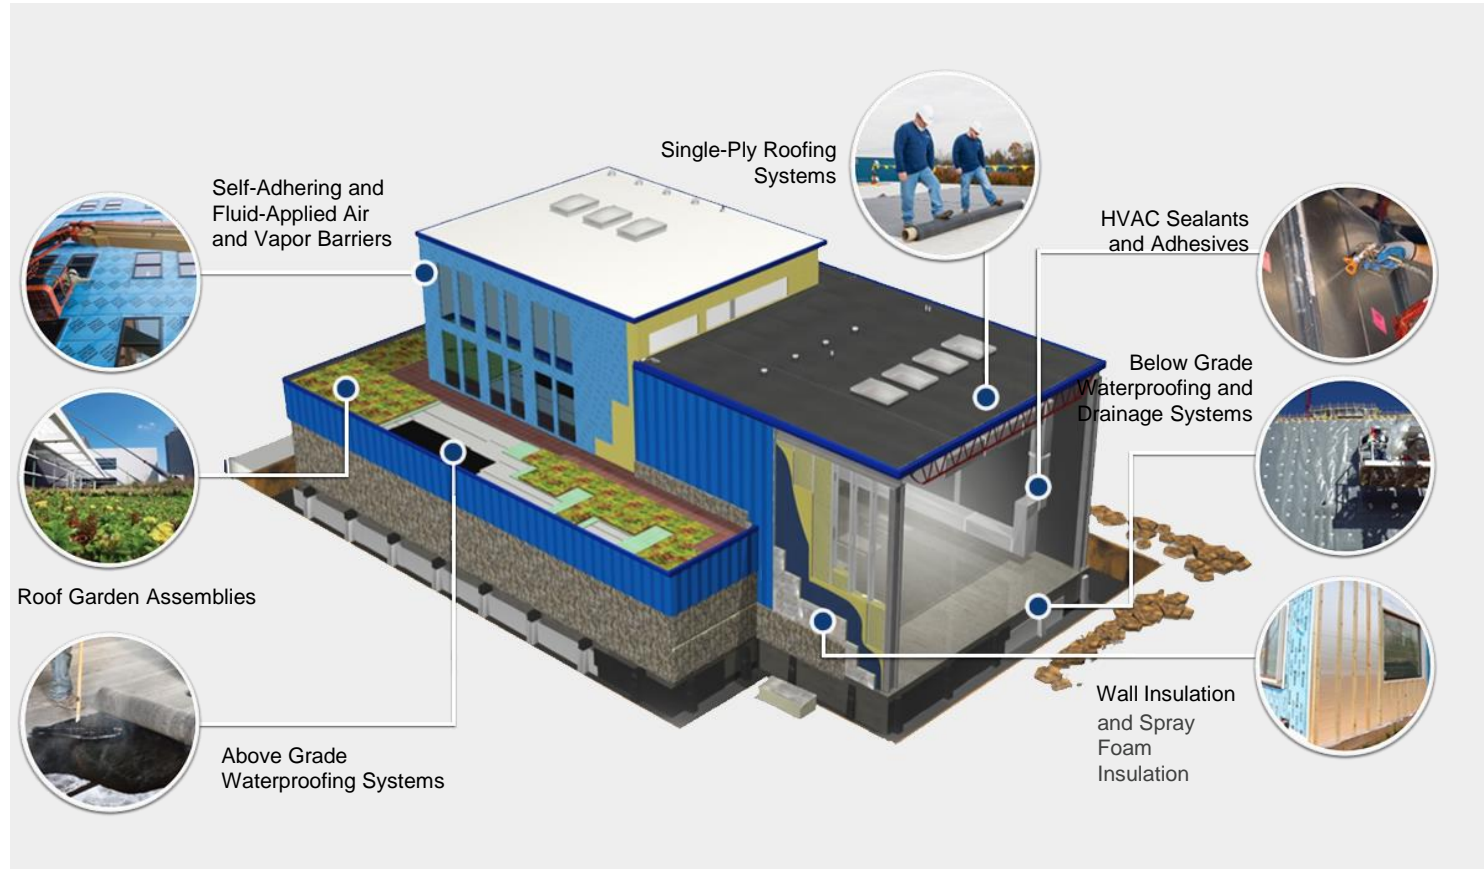 Self-Adhering and
Fluid-Applied Air
and Vapor Barriers
Roof Garden Assemblies
Above Grade
Waterproofing Systems
Single-Ply Roofing
Systems
HVAC Sealants
and Adhesives
Below Grade
Waterproofing and
Drainage Systems
Wall Insulation
and Spray
Foam
Insulation